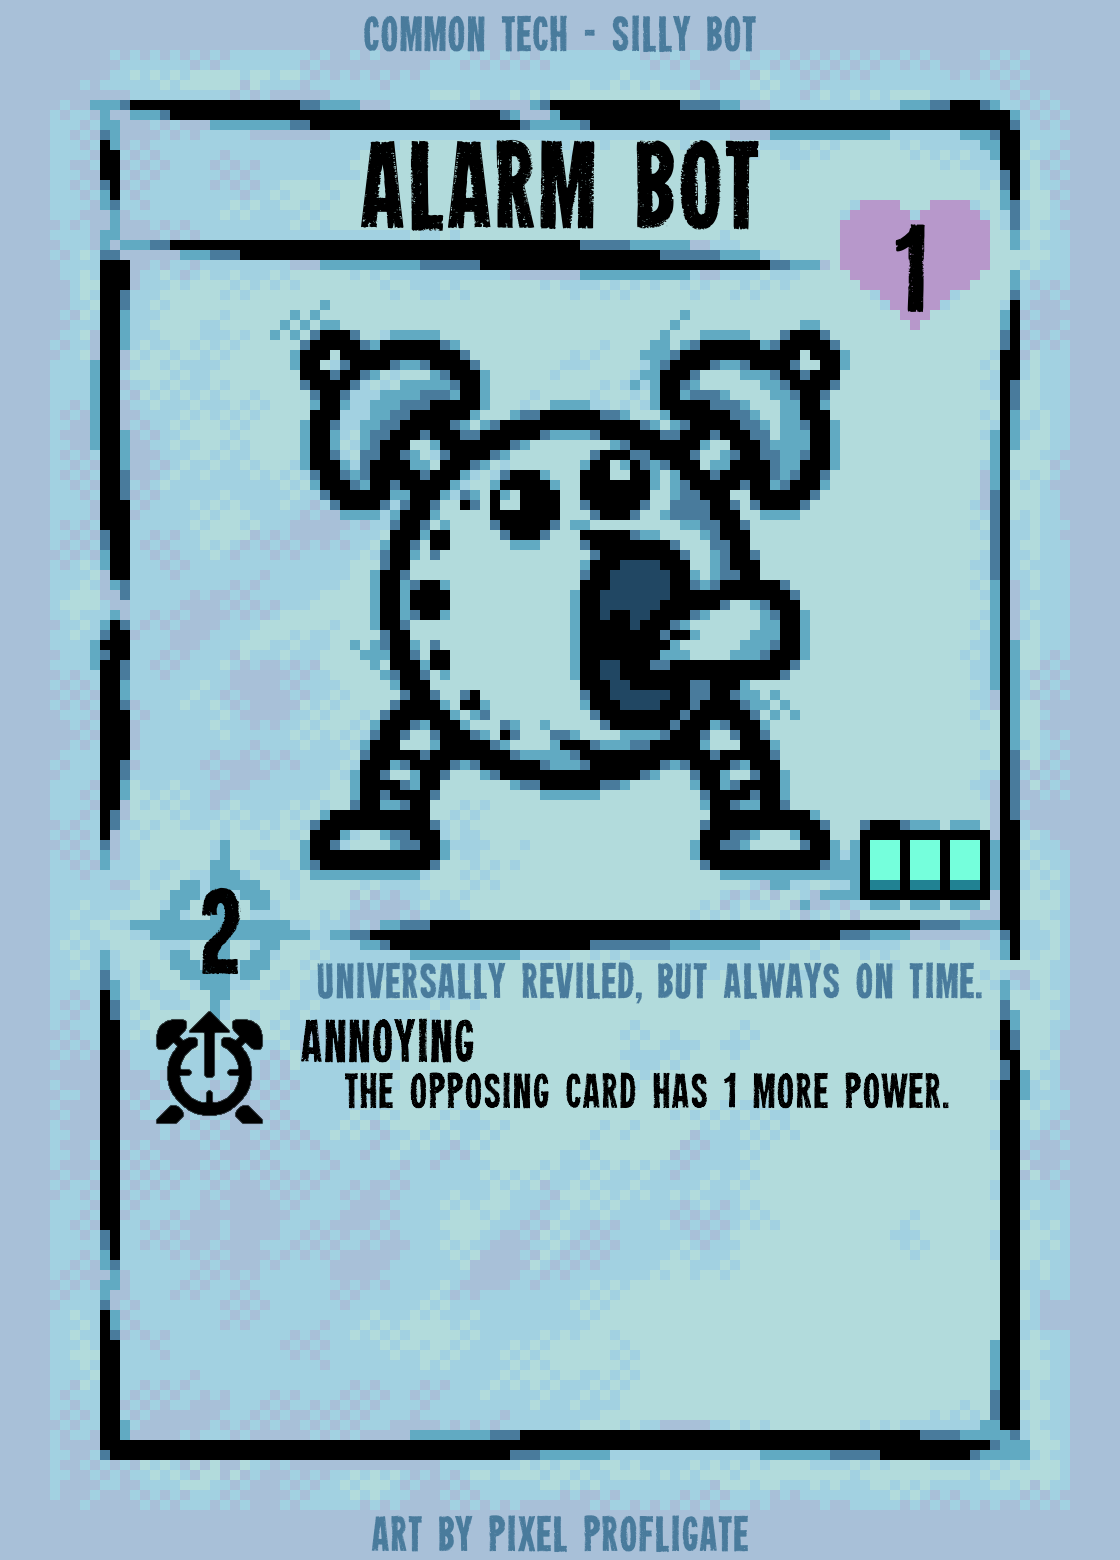 COMMON TECH - SILLY BOT
ALARM BOT
1
2
UNIVERSALLY REVILED, BUT ALWAYS ON TIME.
ANNOYING
THE OPPOSING CARD HAS 1 MORE POWER.
ART BY PIXEL PROFLIGATE